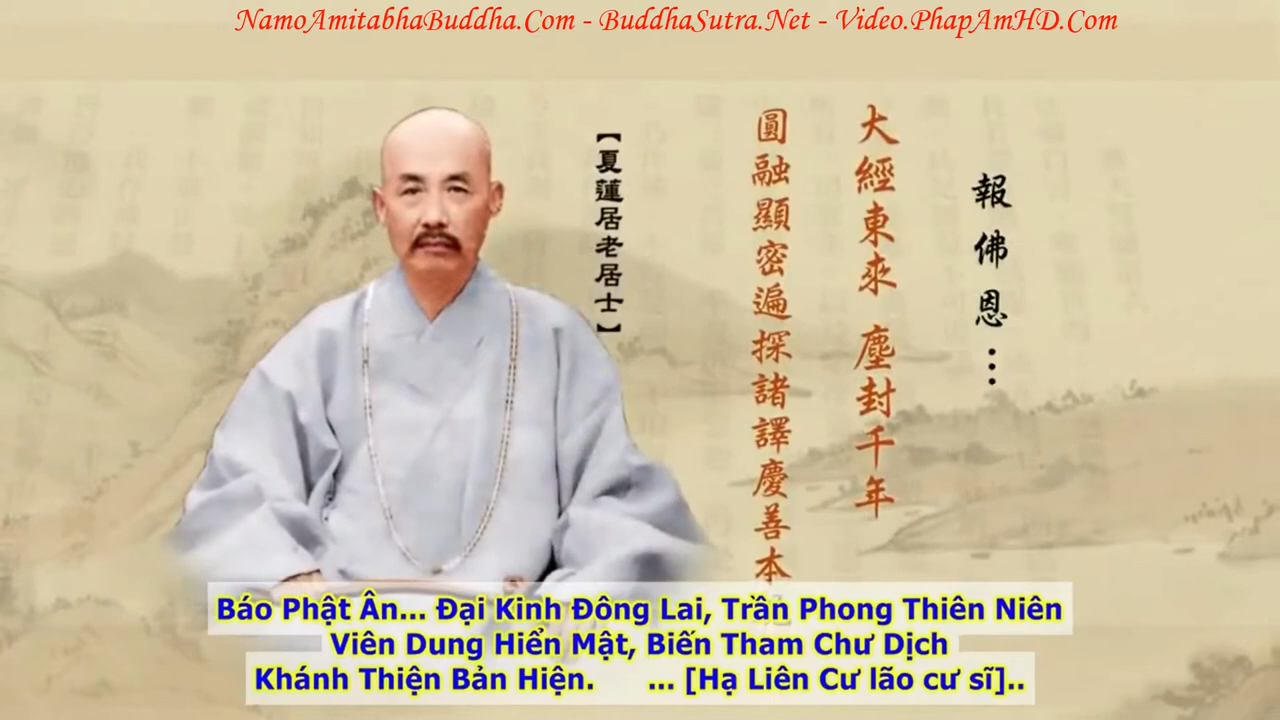 NamoAmitabhaBuddha.Com - BuddhaSutra.Net - Video.PhapAmHD.Com
報佛恩…
大經東來 塵封千年
圓融顯密遍探諸譯慶善本
【夏蓮居老居士】
Báo Phật Ân... Đại Kinh Đông Lai, Trần Phong Thiên Niên
Viên Dung Hiển Mật, Biến Tham Chư Dịch
Khánh Thiện Bản Hiện. ... [Hạ Liên Cư lão cư sĩ]..